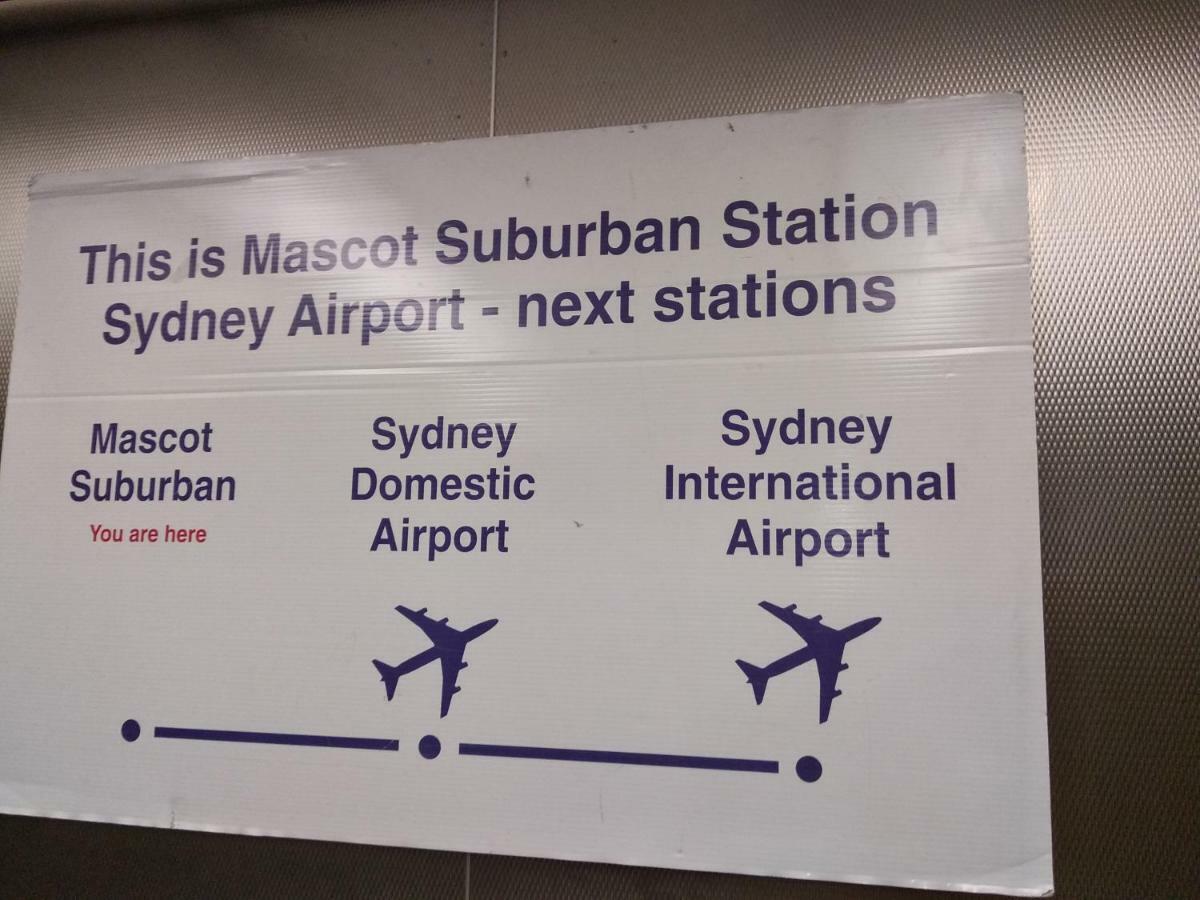 This is Mascot Suburban Station
Sydney Airport - next stations
Mascot
Suburban
You are here
Sydney
Domestic
Airport
Sydney
International
Airport